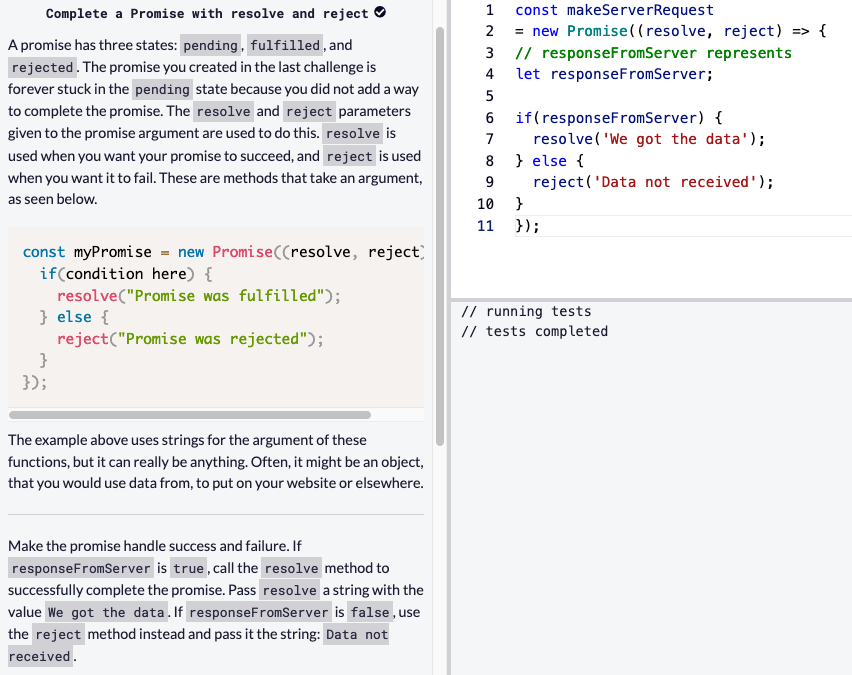 Complete a Promise with resolve and reject
A promise has three states: pending, fulfilled, and
rejected. The promise you created in the last challenge is
forever stuck in the pending state because you did not add a way
to complete the promise. The resolve and reject parameters
given to the promise argument are used to do this. resolve is
used when you want your promise to succeed, and reject is used
when you want it to fail. These are methods that take an argument,
as seen below.
const myPromise = new Promise((resolve, reject)
if(condition here) {
resolve("Promise was fulfilled");
} else {
reject("Promise was rejected");
}
});
The example above uses strings for the argument of these
functions, but it can really be anything. Often, it might be an object,
that you would use data from, to put on your website or elsewhere.
Make the promise handle success and failure. If
responseFromServer is true, call the resolve method to
successfully complete the promise. Pass resolve a string with the
value We got the data. If responseFromServer is false, use
the reject method instead and pass it the string: Data not
received.
1 const makeServerRequest
2 = new Promise((resolve, reject) => {
3 // responseFromServer represents
4 let responseFromServer;
5
6 if(responseFromServer) {
7 resolve('We got the data');
8 } else {
9 reject('Data not received');
10 }
11 });
// running tests
// tests completed